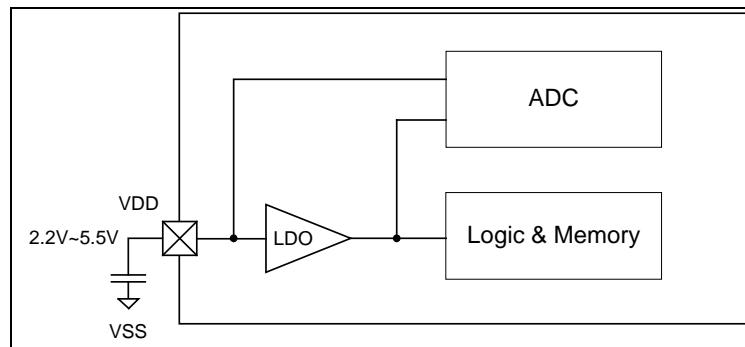 ADC
VDD
2.2V~5.5V
LDO
Logic & Memory
VSS